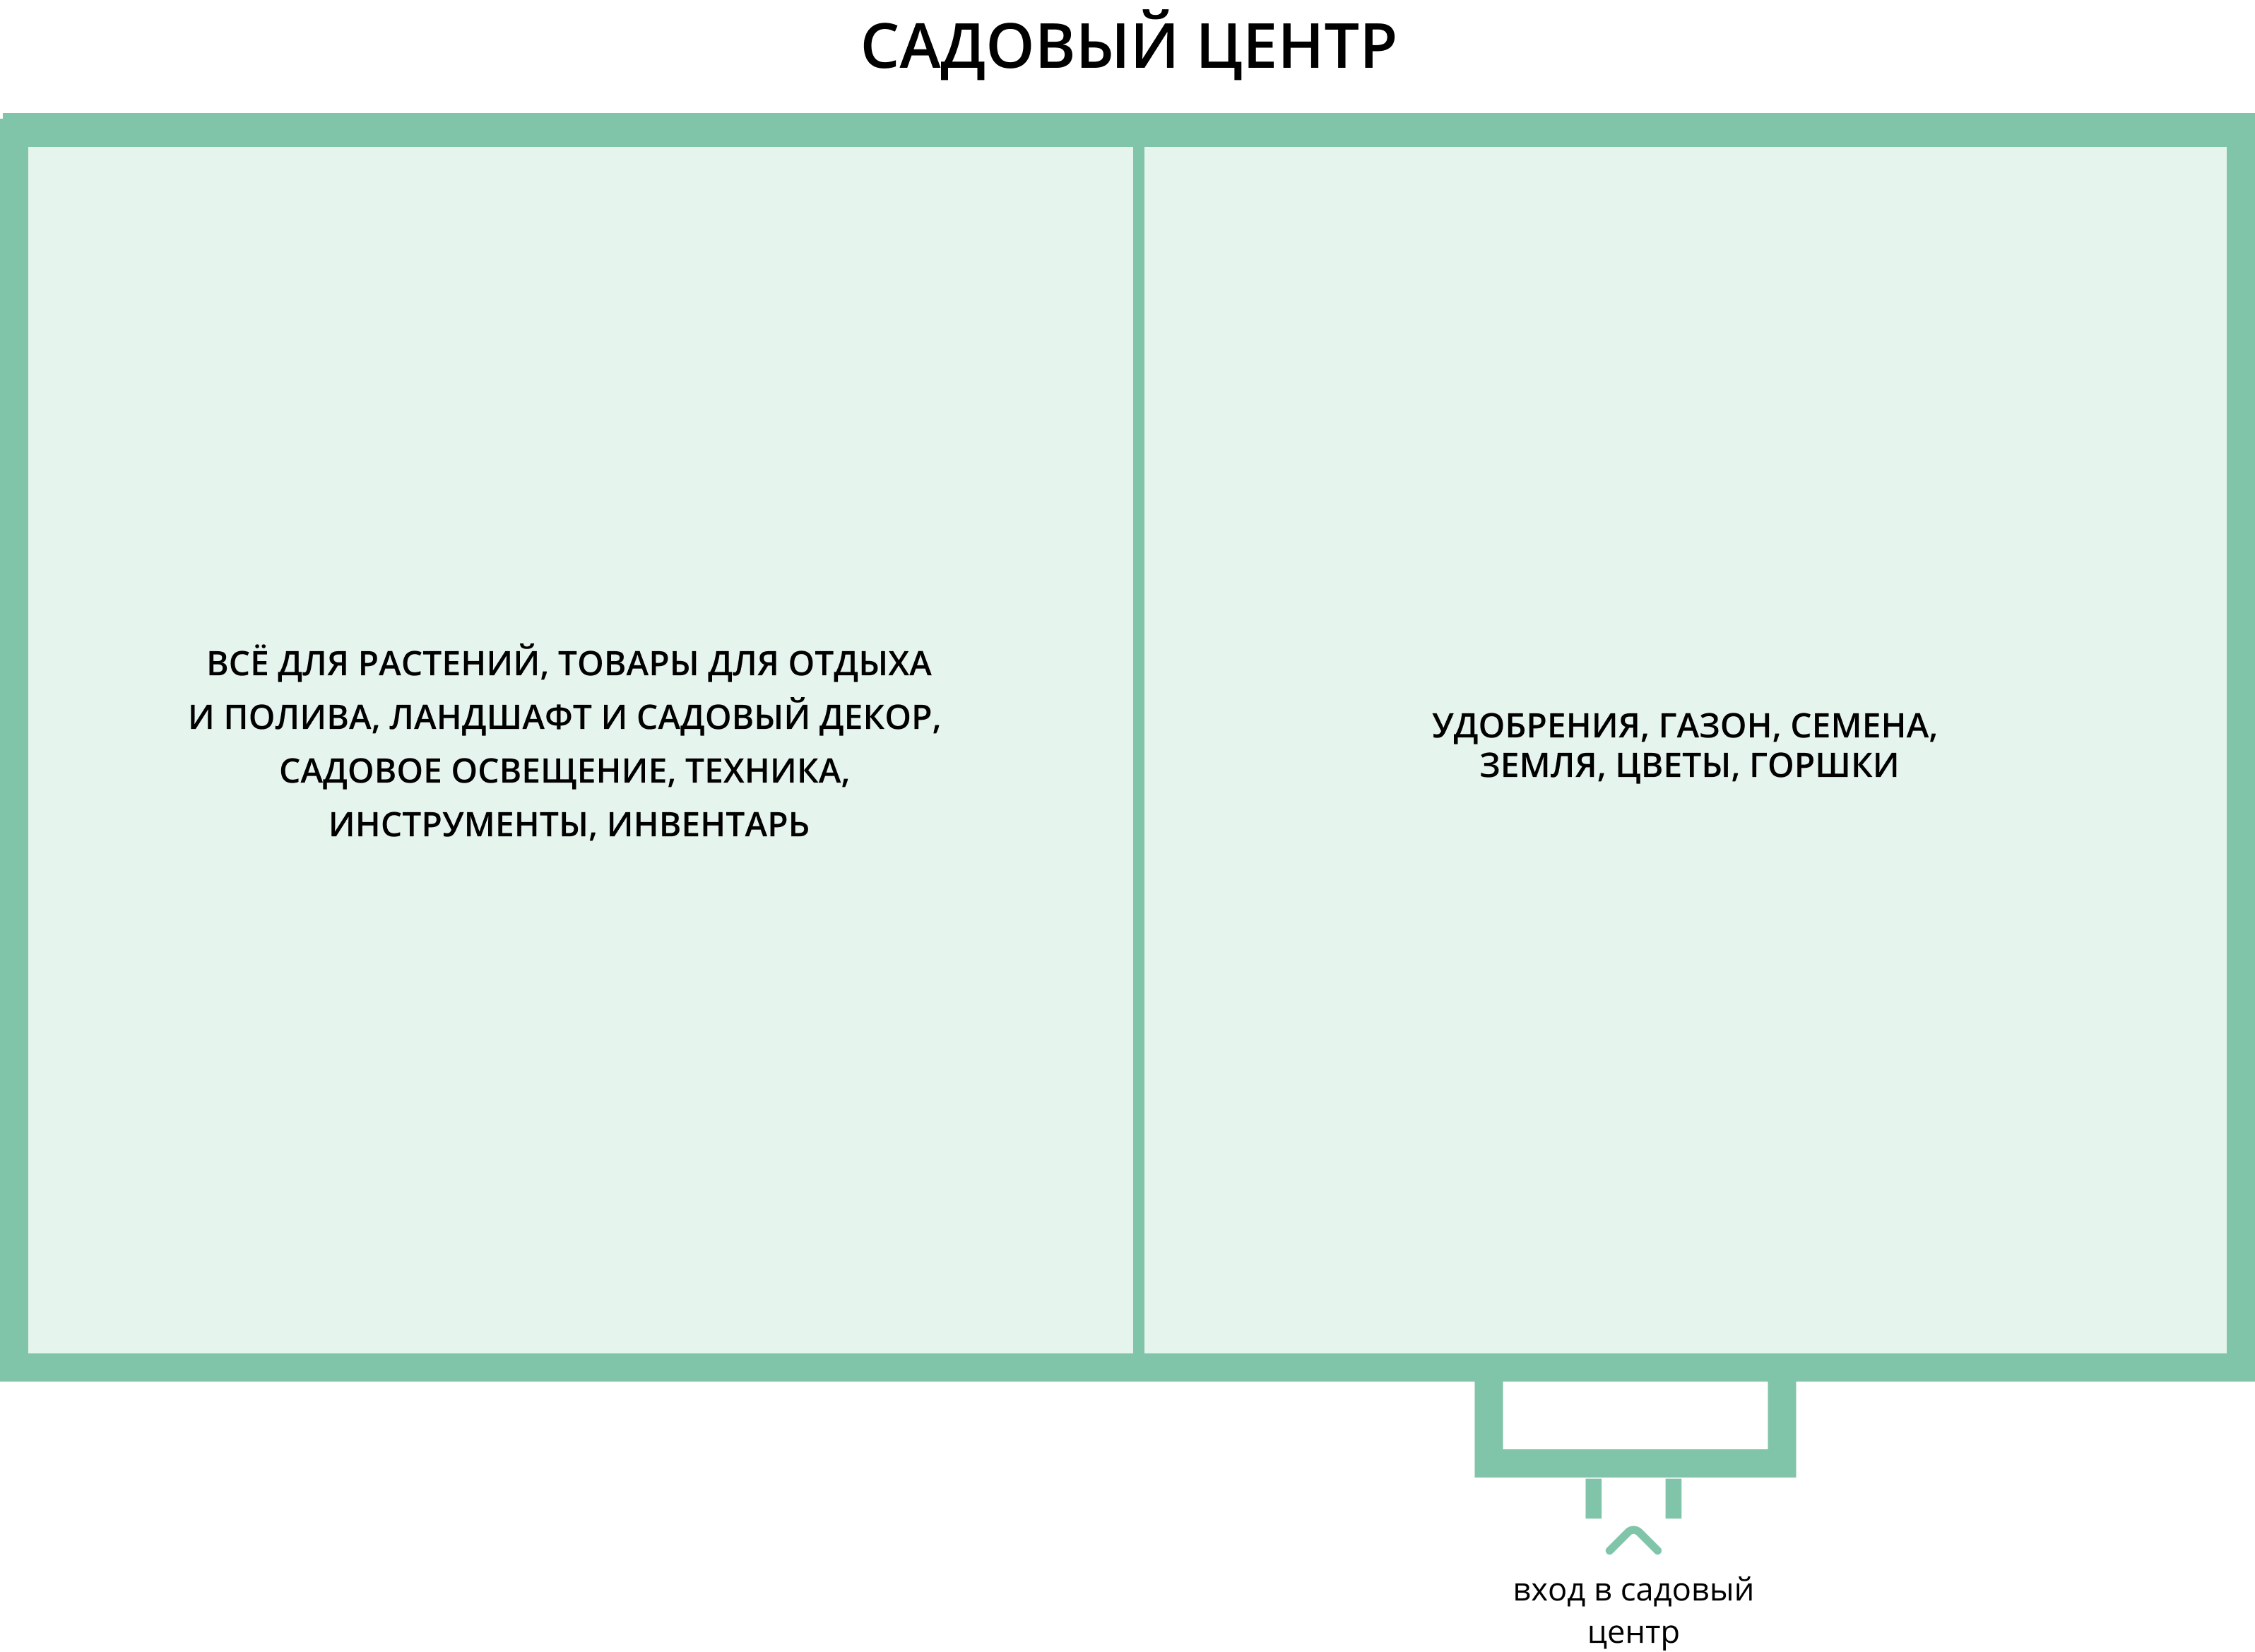 САДОВЫЙ ЦЕНТР
ВСЁ ДЛЯ РАСТЕНИЙ, ТОВАРЫ ДЛЯ ОТДЫХА
И ПОЛИВА, ЛАНДШАФТ И САДОВЫЙ ДЕКОР,
САДОВОЕ ОСВЕЩЕНИЕ, ТЕХНИКА,
ИНСТРУМЕНТЫ, ИНВЕНТАРЬ
УДОБРЕНИЯ, ГАЗОН, СЕМЕНА,
ЗЕМЛЯ, ЦВЕТЫ, ГОРШКИ
вход в садовый
центр